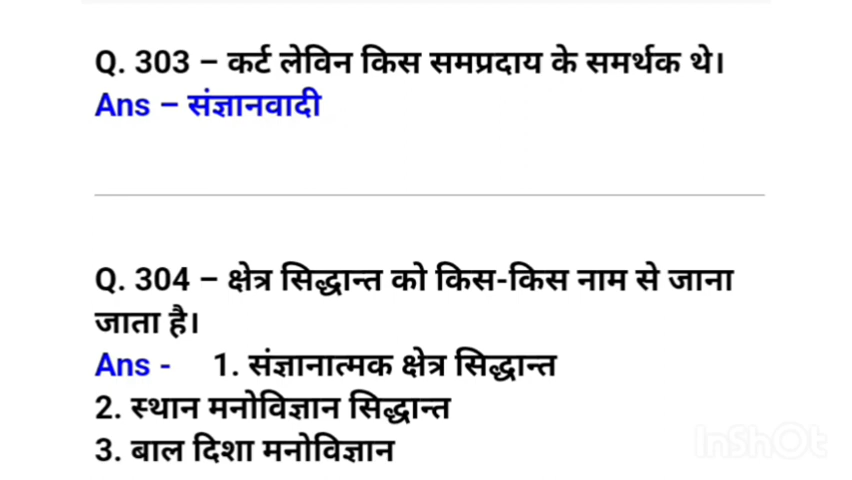 Q. 303 – कर्ट लेविन किस समप्रदाय के समर्थक थे।
Ans – संज्ञानवादी
Q. 304 – क्षेत्र सिद्धान्त को किस-किस नाम से जाना
जाता है।
Ans - 1. संज्ञानात्मक क्षेत्र सिद्धान्त
2. स्थान मनोविज्ञान सिद्धान्त
3. बाल दिशा मनोविज्ञान
InShOt